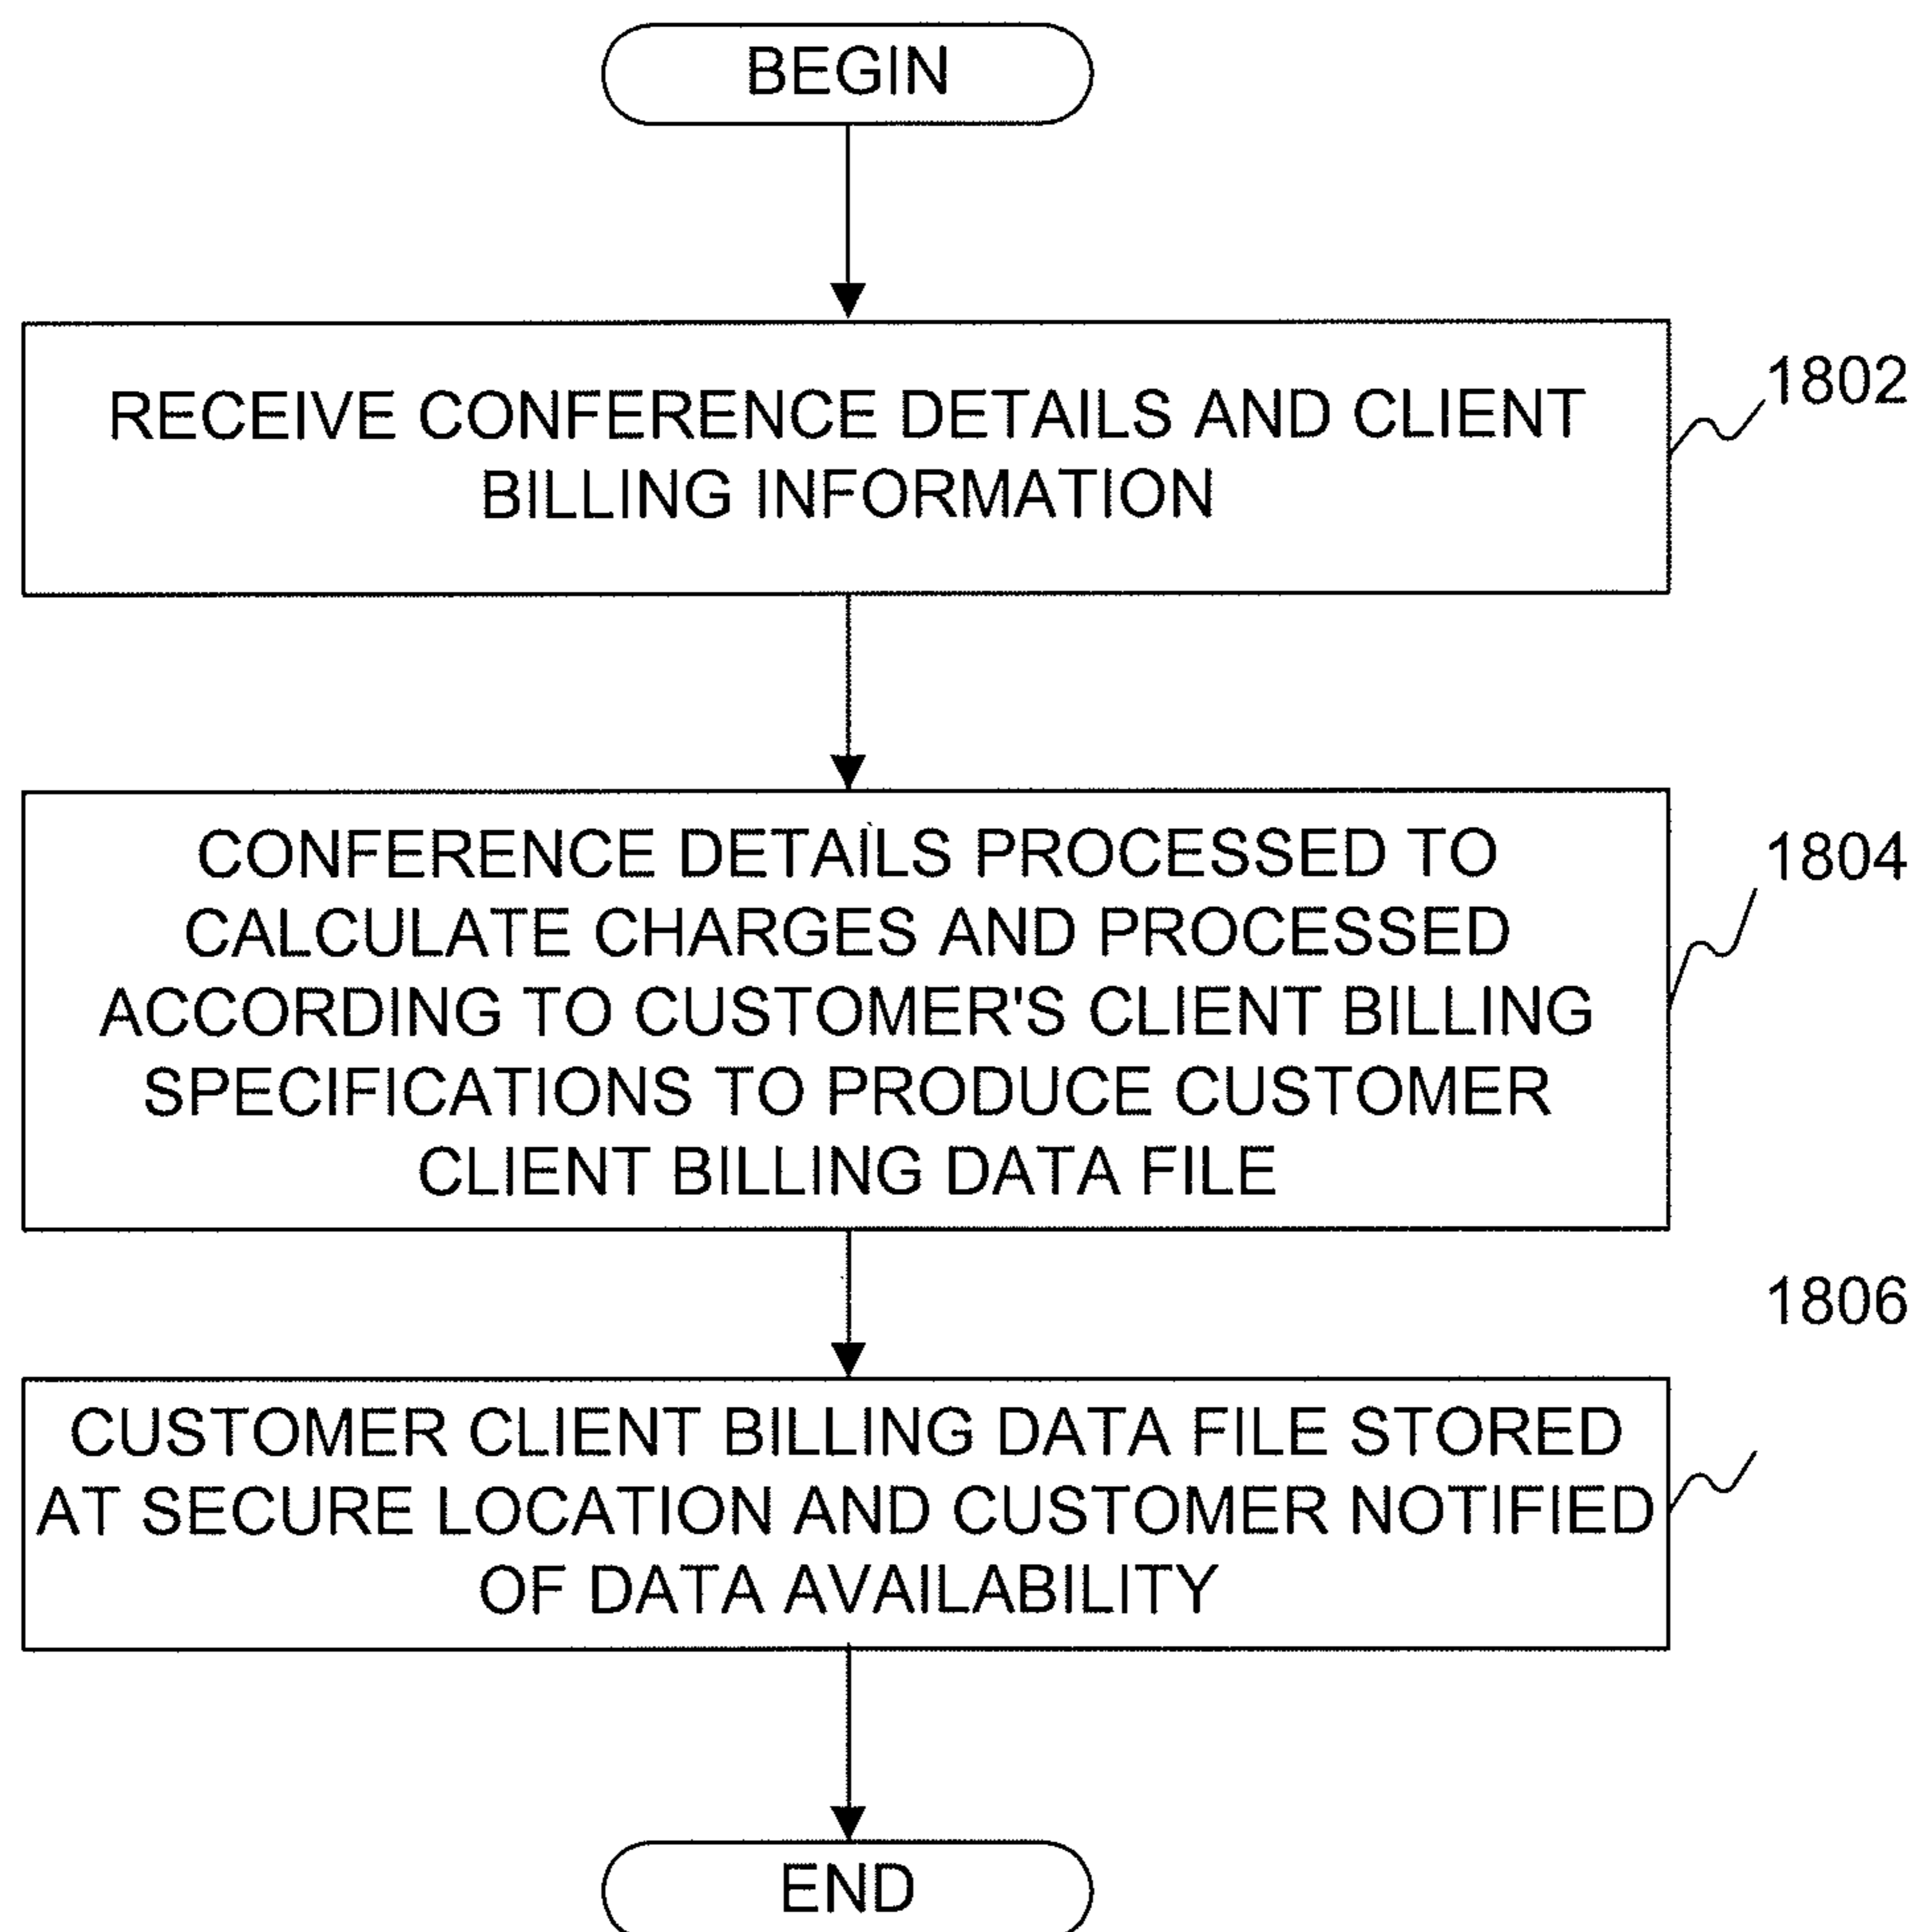 BEGIN
RECEIVE CONFERENCE DETAILS AND CLIENT
BILLING INFORMATION
1802
CONFERENCE DETAILS PROCESSED TO
CALCULATE CHARGES AND PROCESSED
ACCORDING TO CUSTOMER'S CLIENT BILLING
SPECIFICATIONS TO PRODUCE CUSTOMER
CLIENT BILLING DATA FILE
1804
1806
CUSTOMER CLIENT BILLING DATA FILE STORED
AT SECURE LOCATION AND CUSTOMER NOTIFIED
OF DATA AVAILABILITY
END